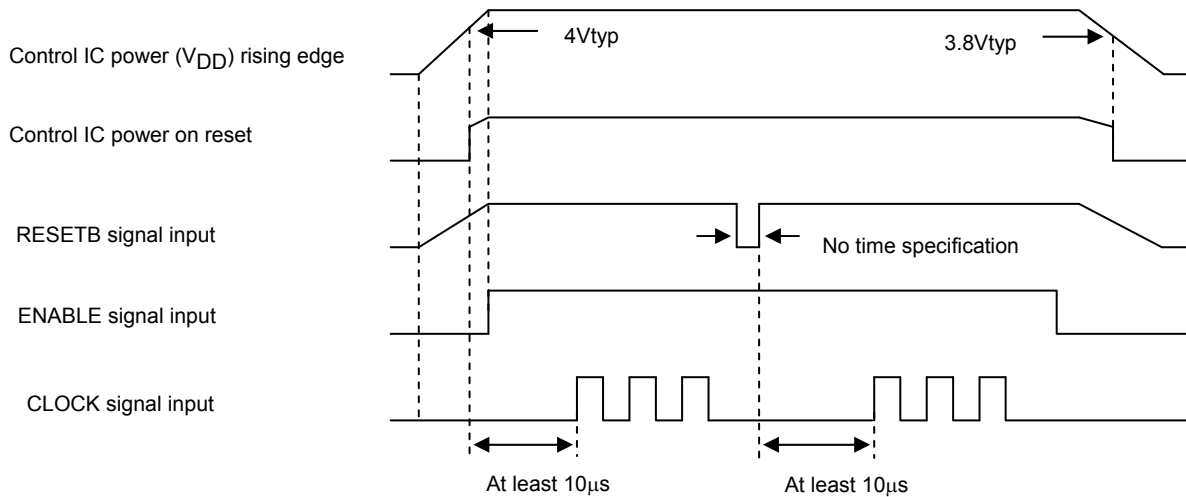 4Vtyp
3.8Vtyp
Control IC power (VDD) rising edge
Control IC power on reset
RESETB signal input
No time specification
ENABLE signal input
CLOCK signal input
At least 10μs
At least 10μs